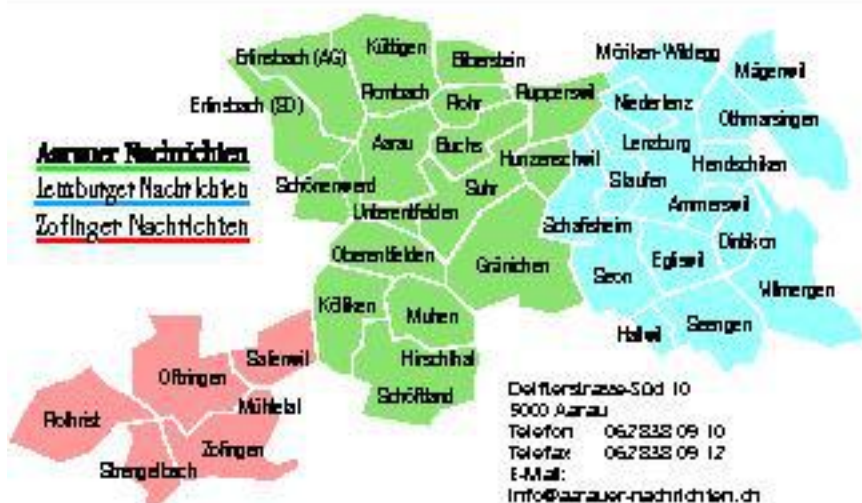 Küttigen
Erlinsbach (AG)
Biberstein
Möriken-Wildegg
Mägenwil
Rombach
Rohr
Rupperswil
Niederlenz
Erlinsbach (SO)
Othmarsingen
Aarau
Buchs
Lenzburg
Aarauer Nachrichten
Hunzenschwil
Hendschiken
Lenzburger Nachrichten
Schönenwerd
Suhr
Staufen
Ammerswil
Zofinger Nachrichten
Unterentfelden
Schafisheim
Dintikon
Oberentfelden
Gränichen
Seon
Egliswil
Villmergen
Kölliken
Muhen
Hallwil
Seengen
Safenwil
Hirschthal
Oftringen
Schöftland
Mühletal
Rothrist
Zofingen
Strengelbach
5000 Aarau
Telefon 062 838 09 10
Telefax 062 838 09 12
E-Mail:
info@aarauer-nachrichten.ch